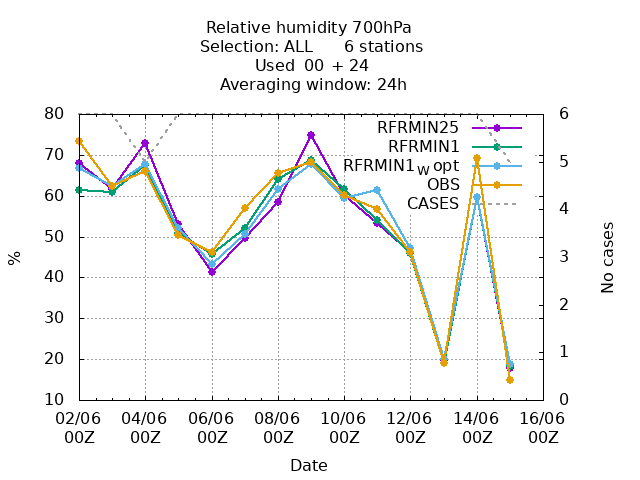 Relative humidity 700hPa
Selection: ALL 6 stations
Used 00 + 24
Averaging window: 24h
RFRMIN25
RFRMIN1
RFRMIN1w opt
OBS
CASES
80
70
60
50
40
30
20
10
%
6
5
4
3
2
1
0
No cases
02/06 04/06 06/06 08/06 10/06 12/06 14/06 16/06
00Z 00Z 00Z 00Z 00Z 00Z 00Z 00Z
Date